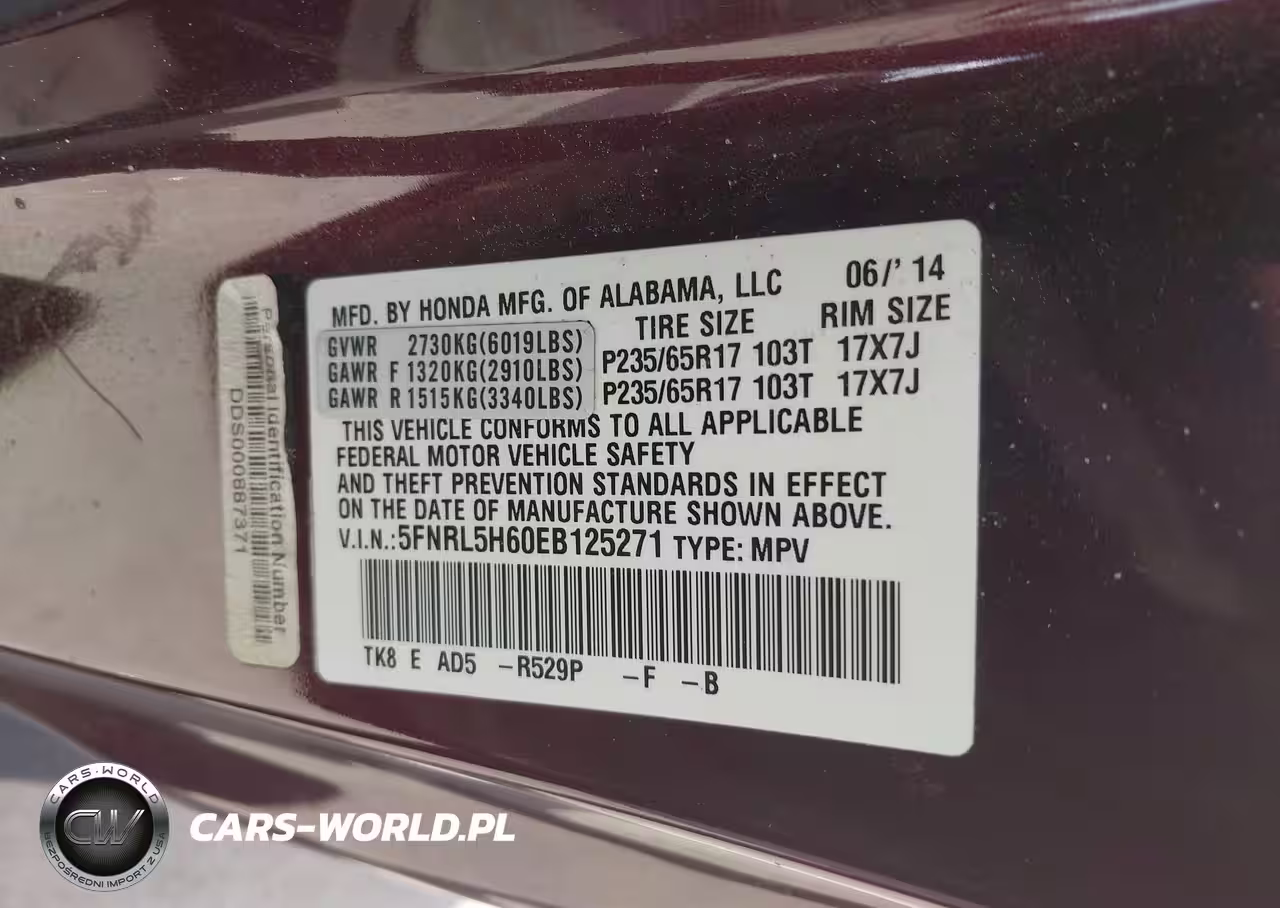 MFD. BY HONDA MFG. OF ALABAMA, LLC 06/' 14
TIRE SIZE RIM SIZE
GVWR 2730KG(6019LBS)
GAWR F 1320KG(2910LBS) P235/65R17 103T 17X7J
GAWR R 1515KG(3340LBS) P235/65R17 103T 17X7J
THIS VEHICLE CONFORMS TO ALL APPLICABLE
FEDERAL MOTOR VEHICLE SAFETY
AND THEFT PREVENTION STANDARDS IN EFFECT
ON THE DATE OF MANUFACTURE SHOWN ABOVE.
V.I.N.:5FNRL5H60EB125271 TYPE: MPV
TK8 E AD5 –R529P –F –B
Personal Identification Number
DDS000887371
CARS·WORLD
CW
BEZPOŚREDNI IMPORT Z USA
CARS-WORLD.PL